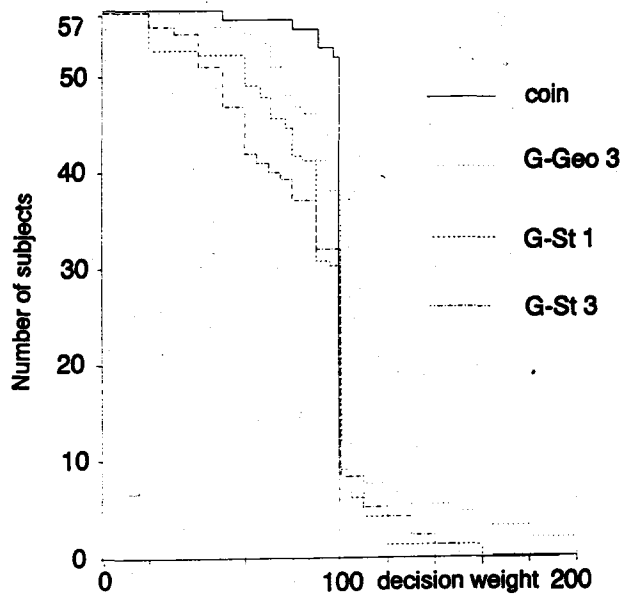 57
50
40
30
20
10
0
Number of subjects
coin
G-Geo 3
G-St 1
G-St 3
0 100 decision weight 200